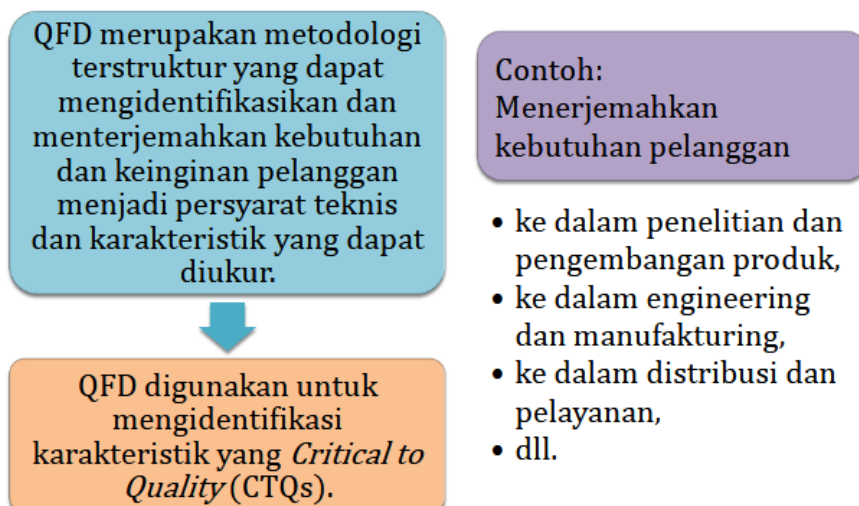 QFD merupakan metodologi
terstruktur yang dapat
mengidentifikasikan dan
menterjemahkan kebutuhan
dan keinginan pelanggan
menjadi persyarat teknis
dan karakteristik yang dapat
diukur.
QFD digunakan untuk
mengidentifikasi
karakteristik yang Critical to
Quality (CTQs).
Contoh:
Menerjemahkan
kebutuhan pelanggan
• ke dalam penelitian dan
pengembangan produk,
• ke dalam engineering
dan manufakturing,
• ke dalam distribusi dan
pelayanan,
• dll.